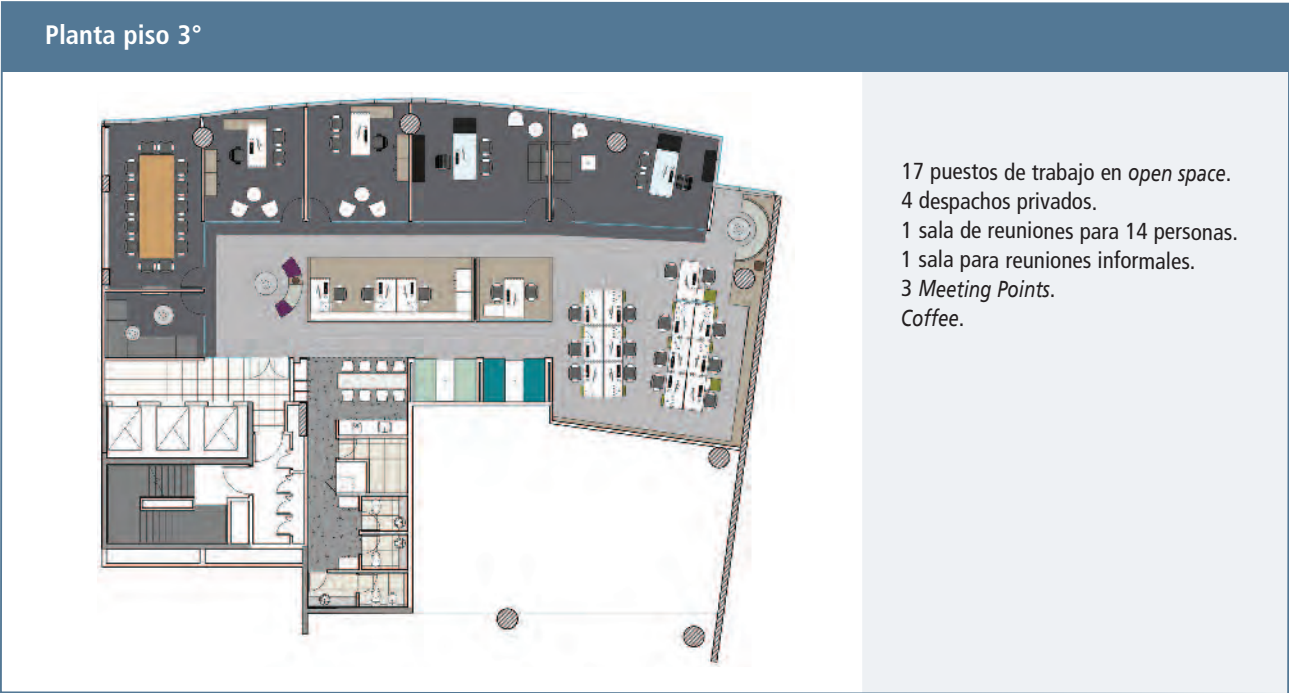 Planta piso 3°
17 puestos de trabajo en open space.
4 despachos privados.
1 sala de reuniones para 14 personas.
1 sala para reuniones informales.
3 Meeting Points.
Coffee.